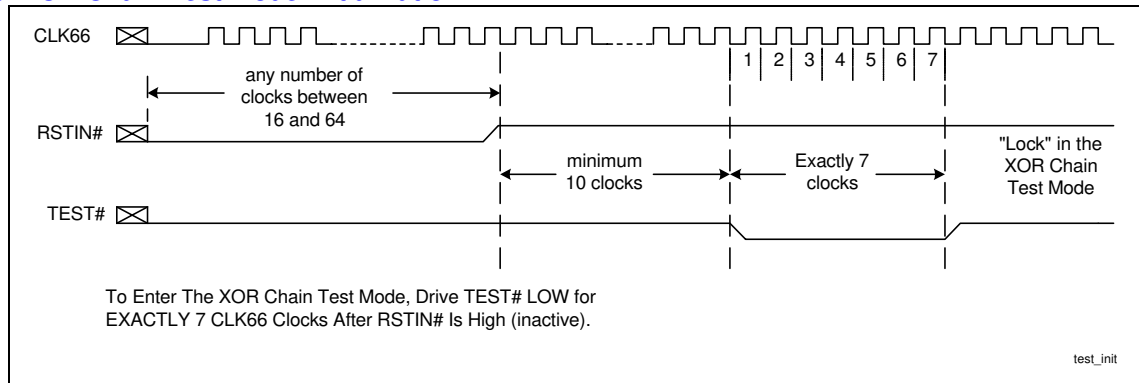 CLK66
1 2 3 4 5 6 7
any number of
clocks between
16 and 64
RSTIN#
minimum
10 clocks
Exactly 7
clocks
"Lock" in the
XOR Chain
Test Mode
TEST#
To Enter The XOR Chain Test Mode, Drive TEST# LOW for
EXACTLY 7 CLK66 Clocks After RSTIN# Is High (inactive).
test_init